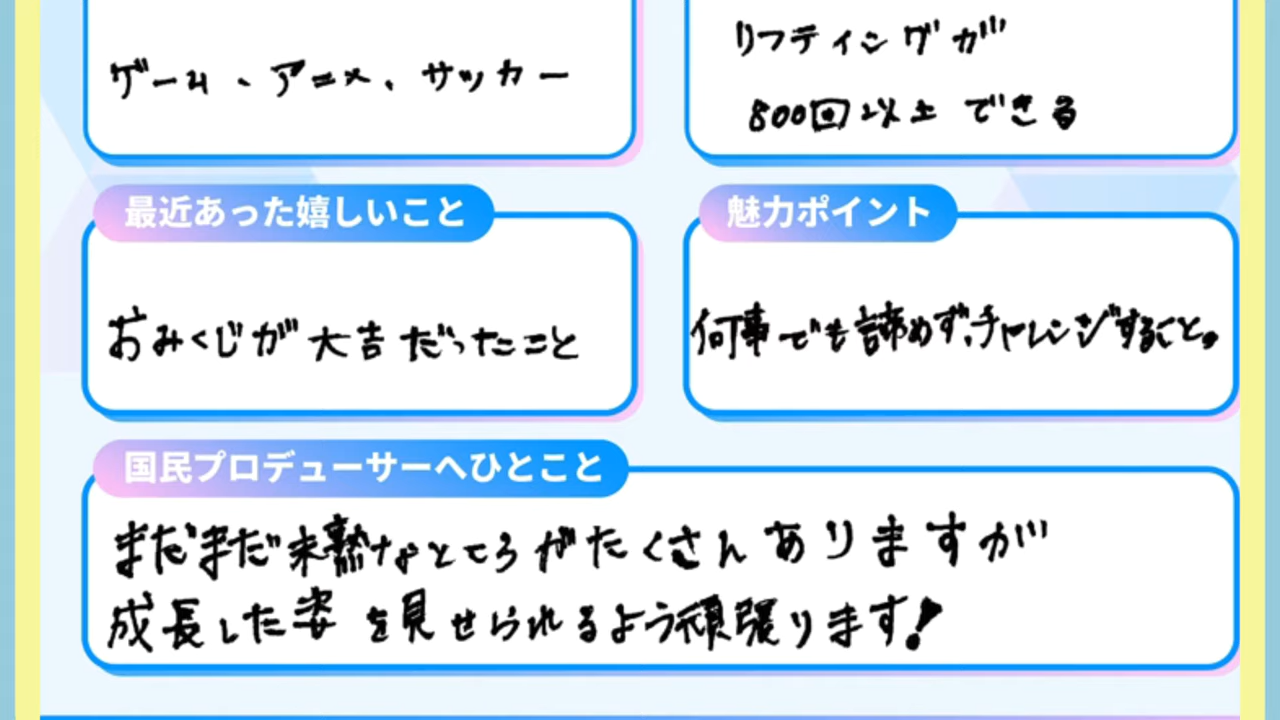 ゲーム、アニメ、サッカー
リフティングが
800回以上できる
最近あった嬉しいこと
おみくじが大吉だったこと
魅力ポイント
何事でも諦めず、チャレンジすること。
国民プロデューサーへひとこと
まだまだ未熟なところがたくさんありますが
成長した姿を見せられるよう頑張ります!